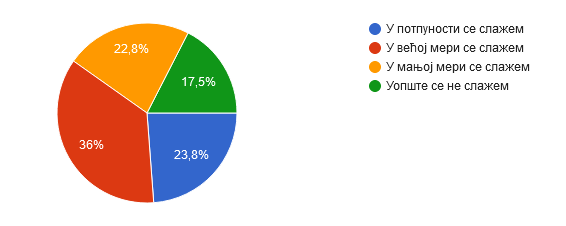 У потпуности се слажем
У већој мери се слажем
У мањој мери се слажем
Уопште се не слажем
22,8%
17,5%
36%
23,8%